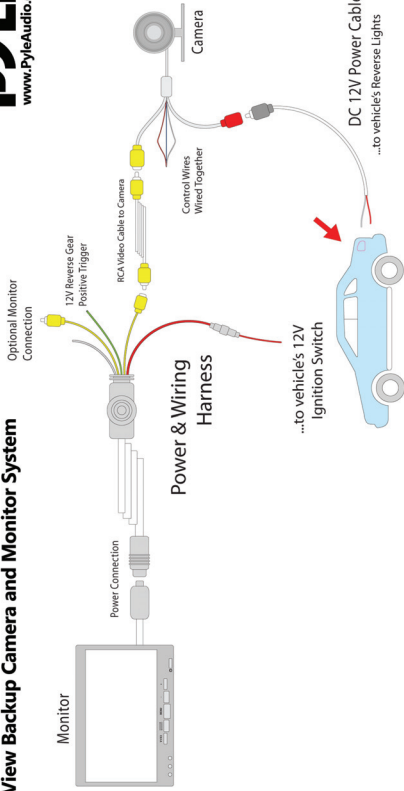 View Backup Camera and Monitor System
www.PyleAudio.
Monitor
Power Connection
Optional Monitor
Connection
12V Reverse Gear
Positive Trigger
RCA Video Cable to Camera
Camera
Control Wires
Wired Together
Power & Wiring
Harness
...to vehicle's 12V
Ignition Switch
DC 12V Power Cable
...to vehicle's Reverse Lights